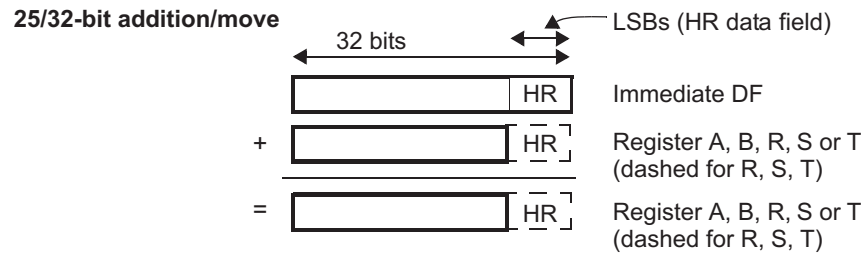 25/32-bit addition/move
LSBs (HR data field)
32 bits
HR
Immediate DF
+
HR
Register A, B, R, S or T
(dashed for R, S, T)
=
HR
Register A, B, R, S or T
(dashed for R, S, T)